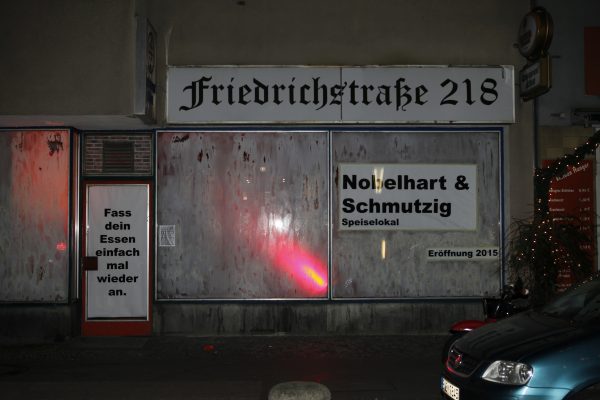 Friedrichstraße 218
Nobelhart &
Schmutzig
Speiselokal
Eröffnung 2015
Fass
dein
Essen
einfach
mal
wieder
an.